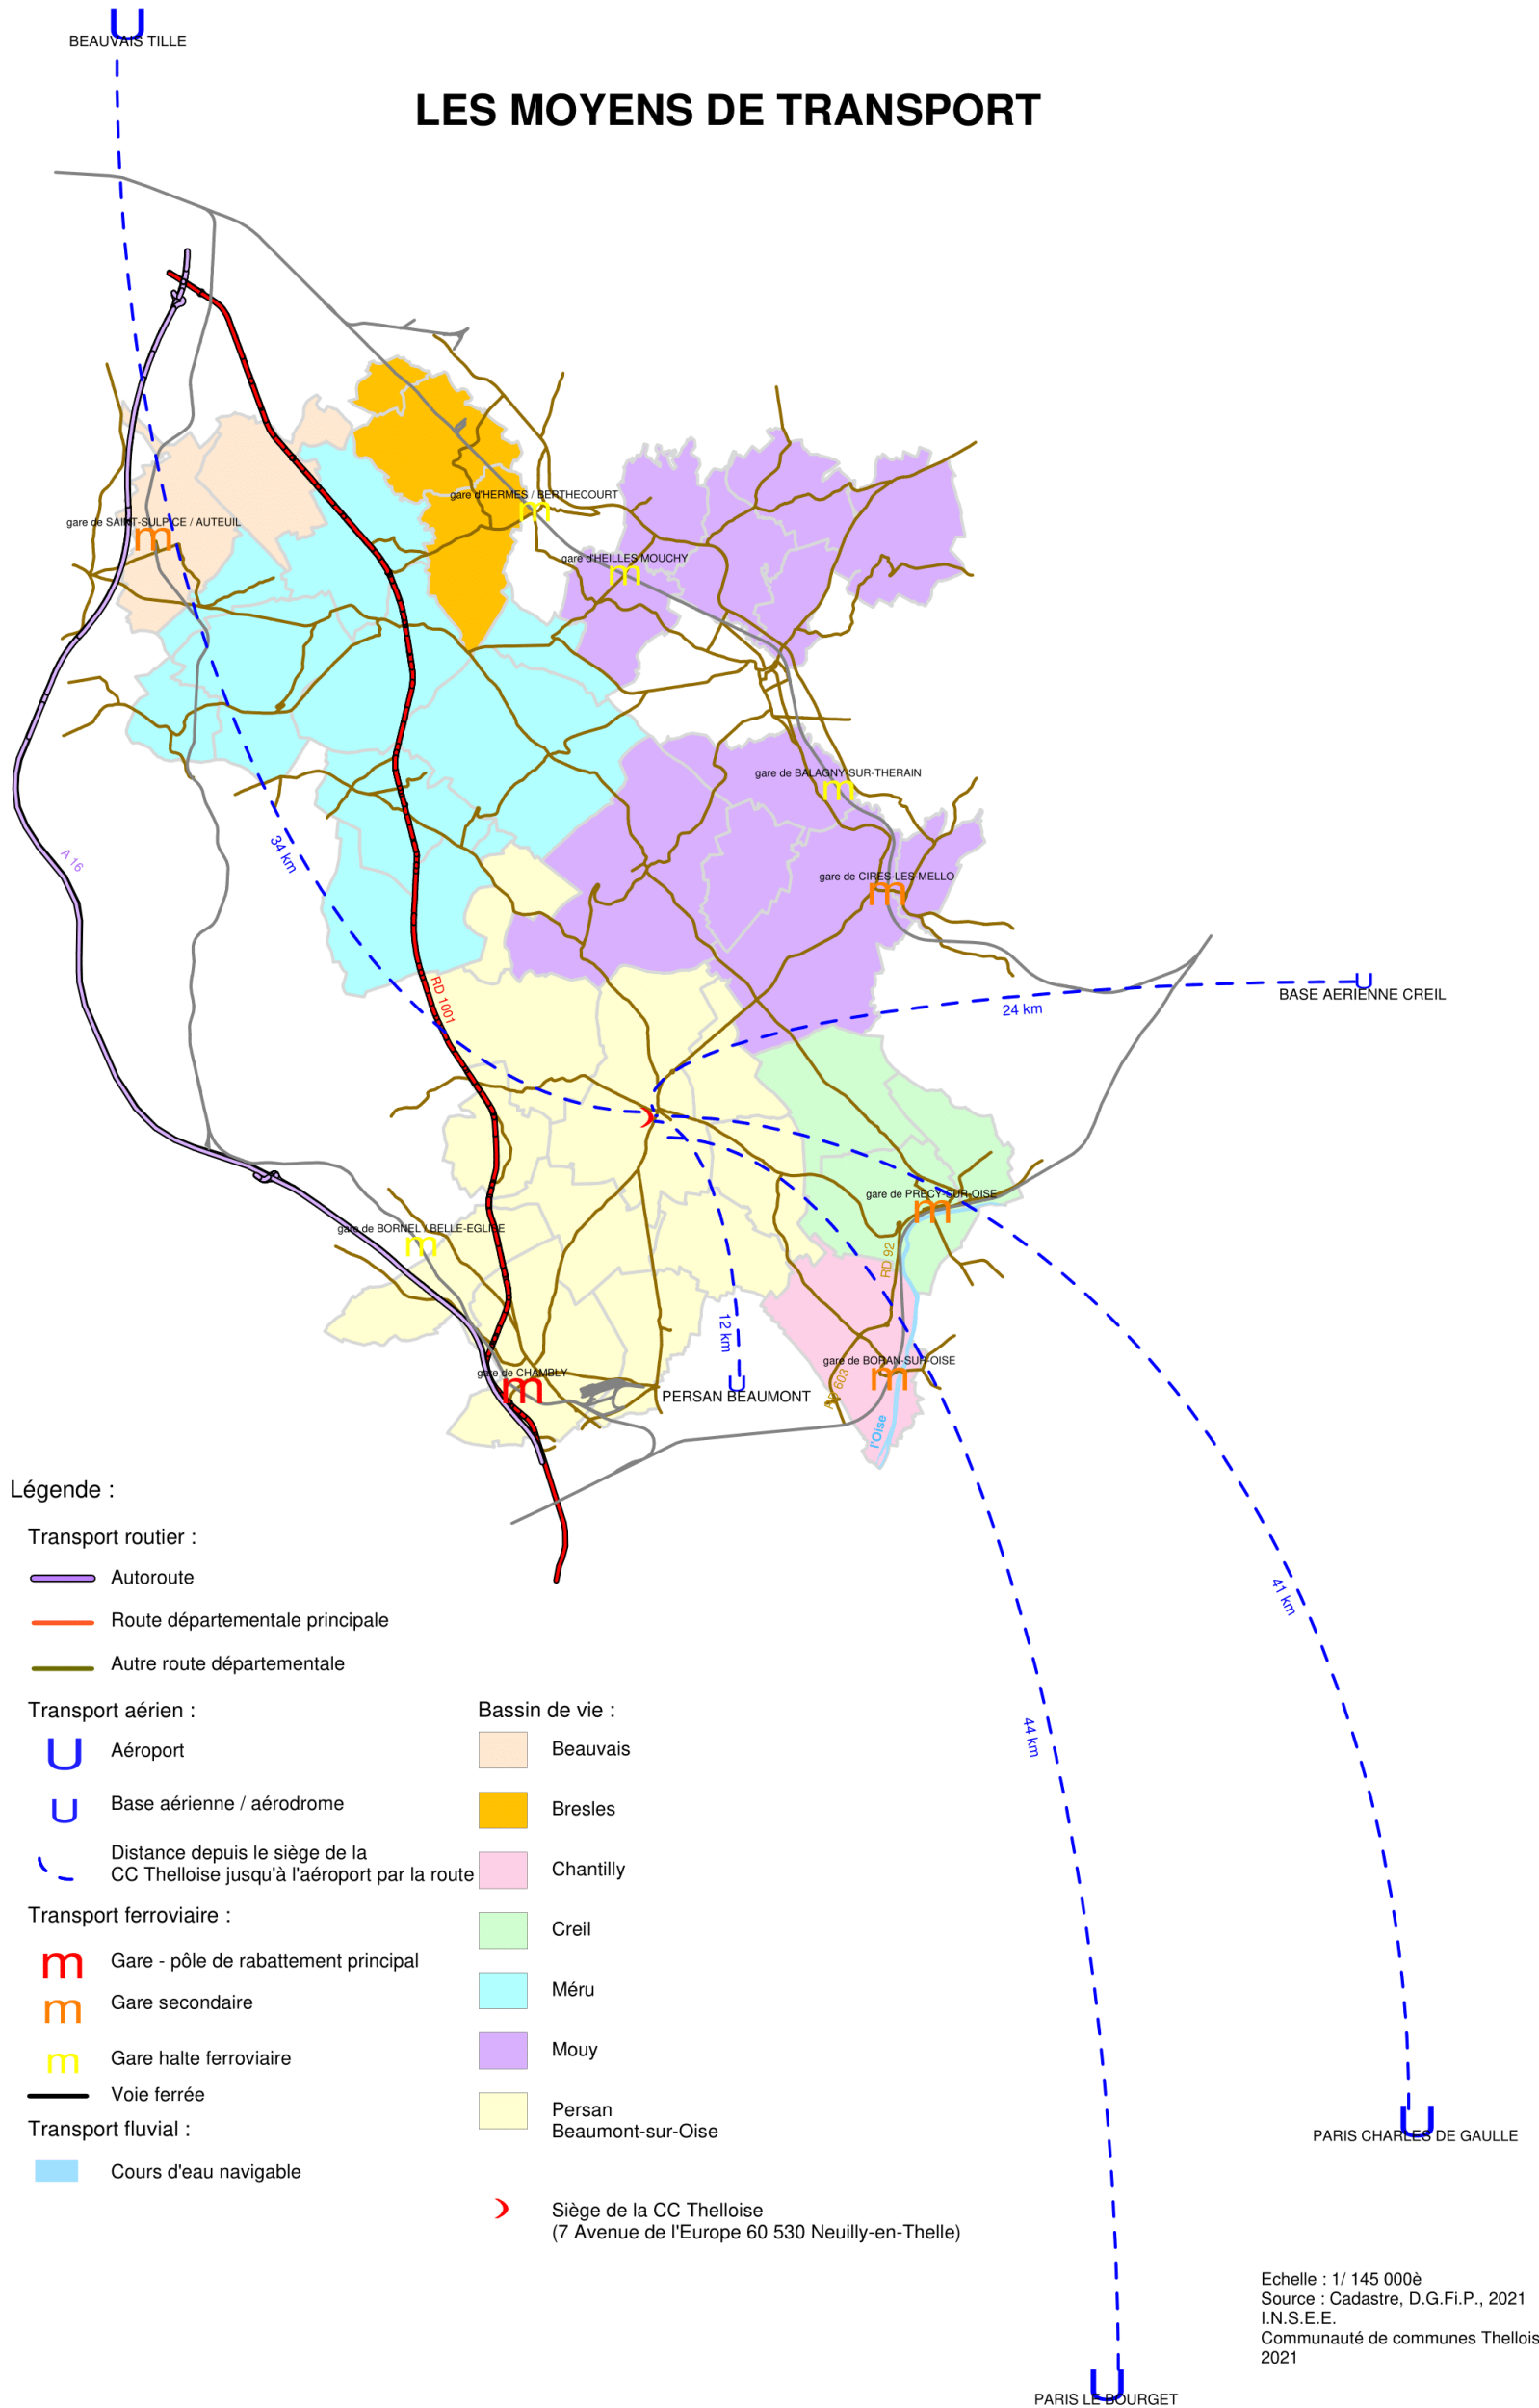 BEAUVAIS TILLE
LES MOYENS DE TRANSPORT
gare d'HERMES / BERTHECOURT
gare de SAINT-SULPICE / AUTEUIL
gare d'HEILLES MOUCHY
gare de BALAGNY-SUR-THERAIN
34 km
A 16
gare de CIRES-LES-MELLO
RD 1001
BASE AERIENNE CREIL
24 km
gare de PRECY-SUR-OISE
gare de BORNEL / BELLE-EGLISE
RD 92
12 km
gare de BORAN-SUR-OISE
gare de CHAMBLY
RD 603
PERSAN BEAUMONT
l'Oise
41 km
44 km
Légende :
Transport routier :
Autoroute
Route départementale principale
Autre route départementale
Transport aérien :
Aéroport
Base aérienne / aérodrome
Distance depuis le siège de la
CC Thelloise jusqu'à l'aéroport par la route
Transport ferroviaire :
Gare - pôle de rabattement principal
Gare secondaire
Gare halte ferroviaire
Voie ferrée
Transport fluvial :
Cours d'eau navigable
Bassin de vie :
Beauvais
Bresles
Chantilly
Creil
Méru
Mouy
Persan
Beaumont-sur-Oise
Siège de la CC Thelloise
(7 Avenue de l'Europe 60 530 Neuilly-en-Thelle)
PARIS CHARLES DE GAULLE
Echelle : 1/ 145 000è
Source : Cadastre, D.G.Fi.P., 2021
I.N.S.E.E.
Communauté de communes Thellois
2021
PARIS LE BOURGET